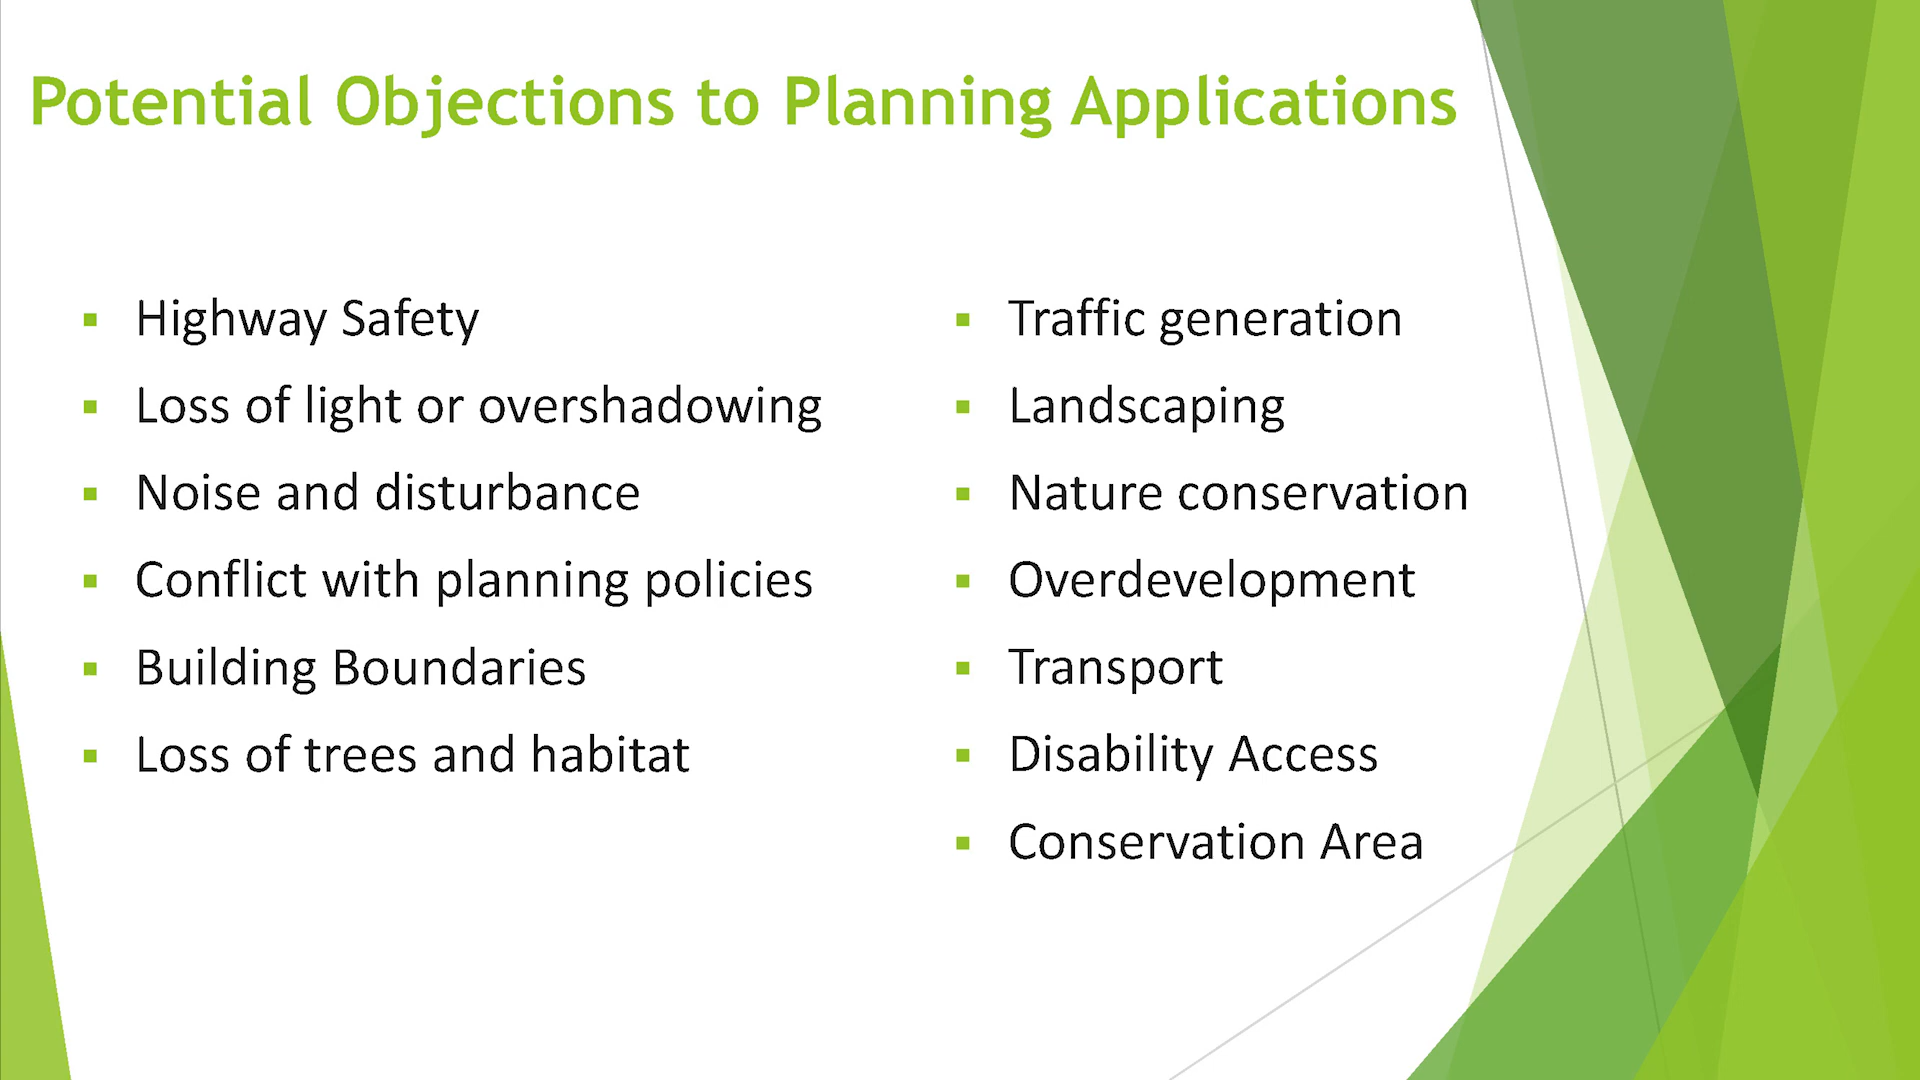 Potential Objections to Planning Applications
Highway Safety
Loss of light or overshadowing
Noise and disturbance
Conflict with planning policies
Building Boundaries
Loss of trees and habitat
Traffic generation
Landscaping
Nature conservation
Overdevelopment
Transport
Disability Access
Conservation Area